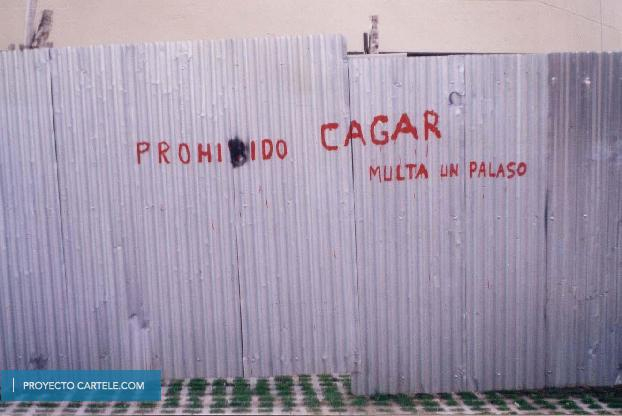 PROHIBIDO CAGAR
MULTA UN PALASO
PROYECTO CARTELE.COM